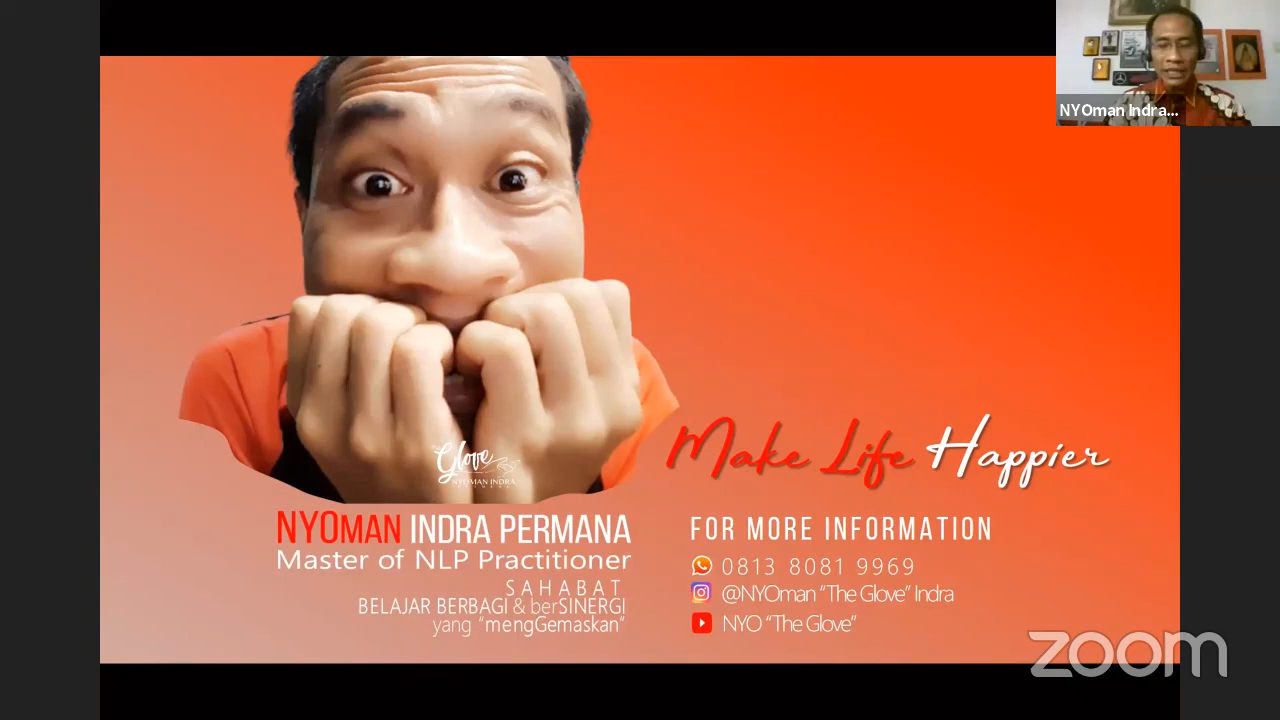 NYOman Indra...
Glove
NYOMAN INDRA
Make Life Happier
NYOMAN INDRA PERMANA
Master of NLP Practitioner
SAHABAT
BELAJAR BERBAGI & berSINERGI
yang “mengGemaskan”
FOR MORE INFORMATION
0813 8081 9969
@NYOman “The Glove” Indra
NYO “The Glove”
zoom